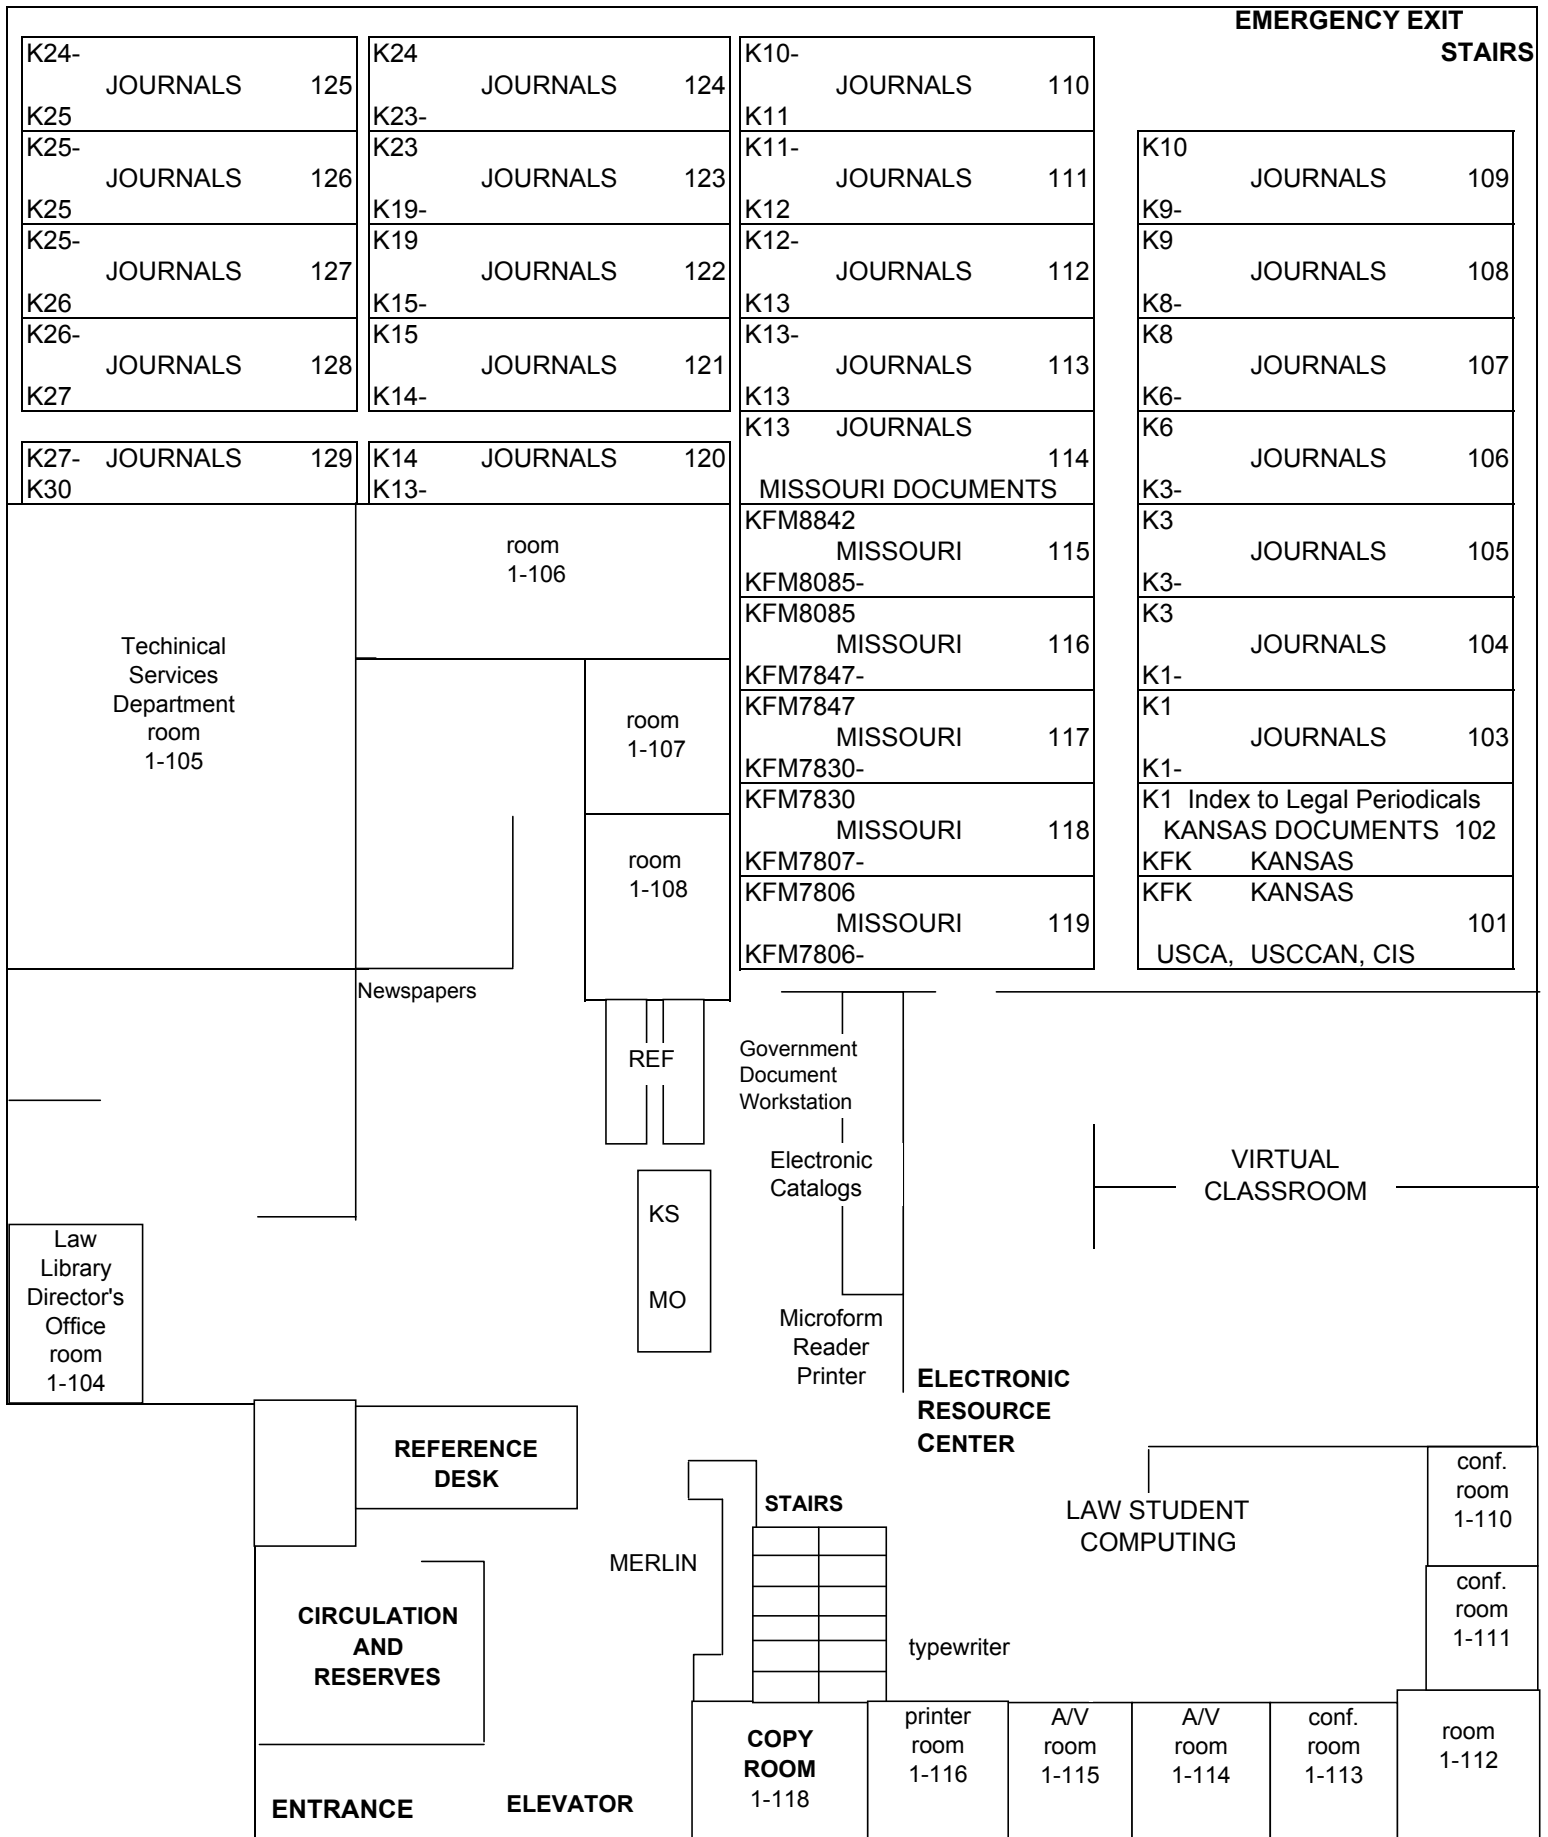 EMERGENCY EXIT
STAIRS
K24-
JOURNALS 125
K25
K25-
JOURNALS 126
K25
K25-
JOURNALS 127
K26
K26-
JOURNALS 128
K27
K27- JOURNALS 129
K30
K24
JOURNALS 124
K23-
K23
JOURNALS 123
K19-
K19
JOURNALS 122
K15-
K15
JOURNALS 121
K14-
K14 JOURNALS 120
K13-
K10-
JOURNALS 110
K11
K11-
JOURNALS 111
K12
K12-
JOURNALS 112
K13
K13-
JOURNALS 113
K13
K13 JOURNALS
114
MISSOURI DOCUMENTS
KFM8842
MISSOURI 115
KFM8085-
KFM8085
MISSOURI 116
KFM7847-
KFM7847
MISSOURI 117
KFM7830-
KFM7830
MISSOURI 118
KFM7807-
KFM7806
MISSOURI 119
KFM7806-
K10
JOURNALS 109
K9-
K9
JOURNALS 108
K8-
K8
JOURNALS 107
K6-
K6
JOURNALS 106
K3-
K3
JOURNALS 105
K3-
K3
JOURNALS 104
K1-
K1
JOURNALS 103
K1-
K1 Index to Legal Periodicals
KANSAS DOCUMENTS 102
KFK KANSAS
KFK KANSAS
101
USCA, USCCAN, CIS
Techinical
Services
Department
room
1-105
room
1-106
room
1-107
room
1-108
Newspapers
REF
Government
Document
Workstation
Electronic
Catalogs
VIRTUAL
CLASSROOM
KS
MO
Law
Library
Director's
Office
room
1-104
Microform
Reader
Printer
ELECTRONIC
RESOURCE
CENTER
REFERENCE
DESK
STAIRS
MERLIN
LAW STUDENT
COMPUTING
conf.
room
1-110
conf.
room
1-111
CIRCULATION
AND
RESERVES
typewriter
COPY
ROOM
1-118
printer
room
1-116
A/V
room
1-115
A/V
room
1-114
conf.
room
1-113
room
1-112
ENTRANCE
ELEVATOR